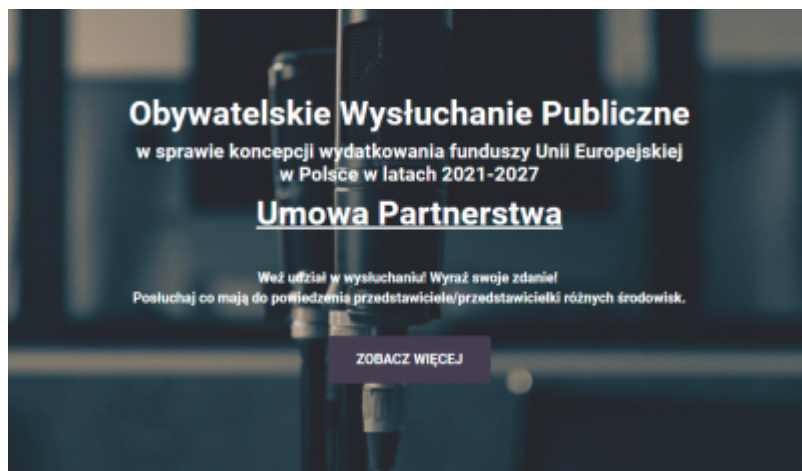 Obywatelskie Wysłuchanie Publiczne
w sprawie koncepcji wydatkowania funduszy Unii Europejskiej
w Polsce w latach 2021-2027
Umowa Partnerstwa
Weź udział w wysłuchaniu! Wyraź swoje zdanie!
Posłuchaj co mają do powiedzenia przedstawiciele/przedstawicielki różnych środowisk.
ZOBACZ WIĘCEJ